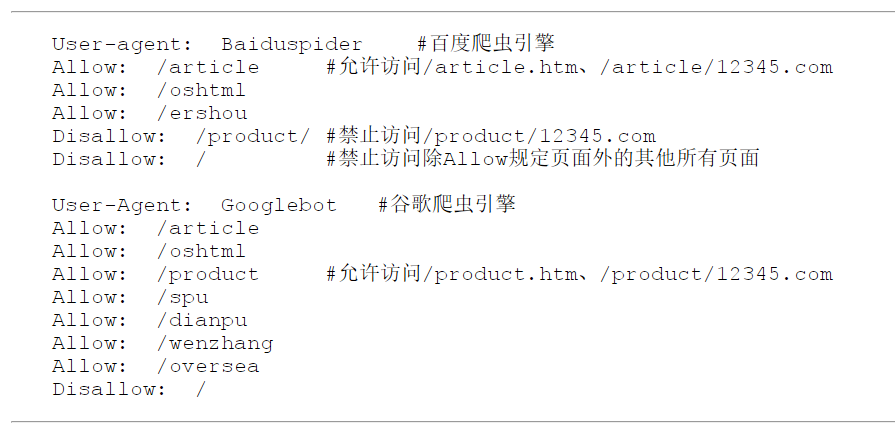 User-agent:  Baiduspider    #百度爬虫引擎
Allow:  /article     #允许访问/article.htm、/article/12345.com
Allow:  /oshtml
Allow:  /ershou
Disallow:  /product/ #禁止访问/product/12345.com
Disallow:  /         #禁止访问除Allow规定页面外的其他所有页面
User-Agent:  Googlebot   #谷歌爬虫引擎
Allow:  /article
Allow:  /oshtml
Allow:  /product     #允许访问/product.htm、/product/12345.com
Allow:  /spu
Allow:  /dianpu
Allow:  /wenzhang
Allow:  /oversea
Disallow:  /